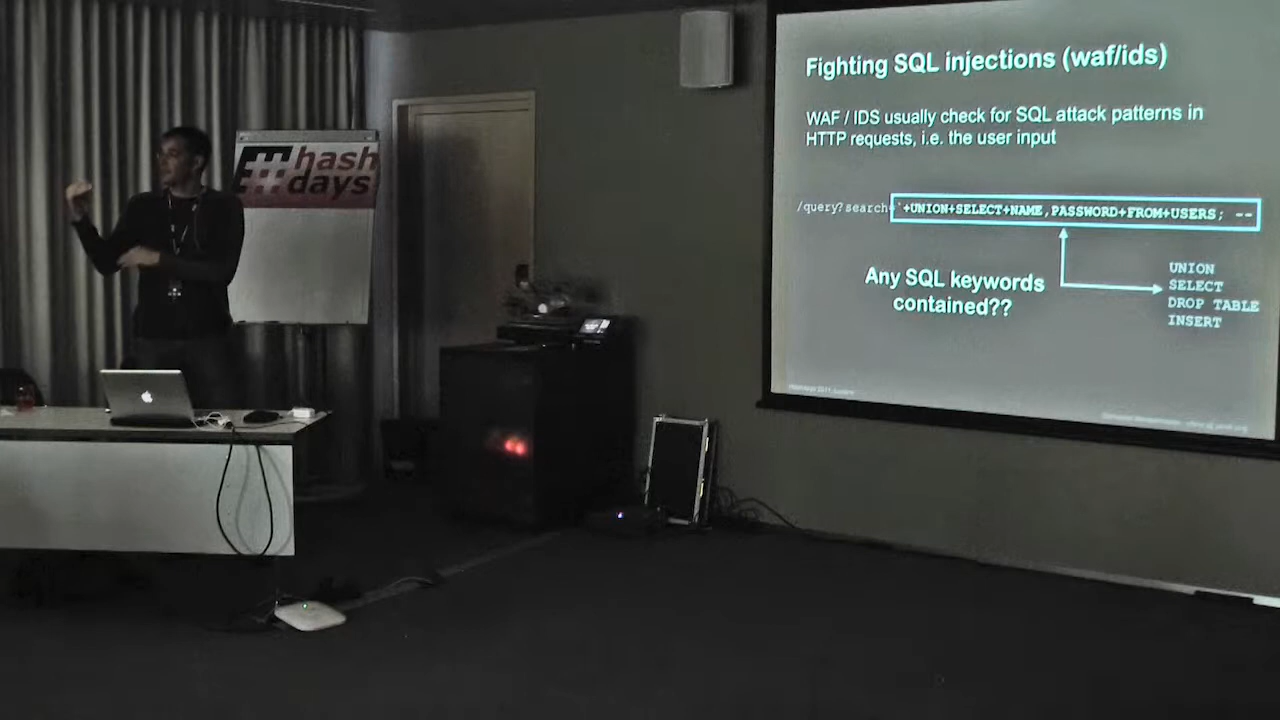 hash
days
Fighting SQL injections (waf/ids)
WAF / IDS usually check for SQL attack patterns in
HTTP requests, i.e. the user input
/query?search=`+UNION+SELECT+NAME,PASSWORD+FROM+USERS; --
Any SQL keywords
contained??
UNION
SELECT
DROP TABLE
INSERT